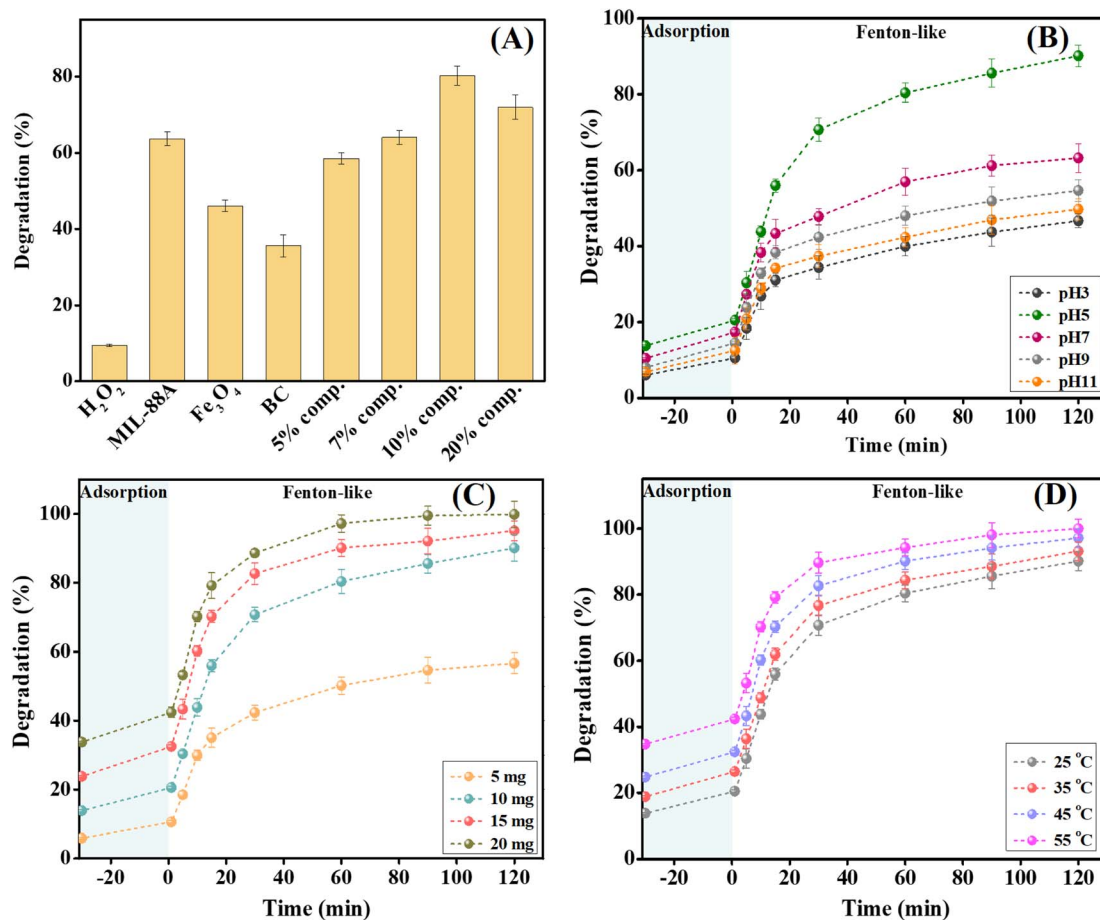 (A)
Degradation (%)
100
80
60
40
20
0
H₂O₂
MIL-88A
Fe₃O₄
BC
5% comp.
7% comp.
10% comp.
20% comp.
(B)
Adsorption
Fenton-like
Degradation (%)
100
80
60
40
20
0
pH3
pH5
pH7
pH9
pH11
-20 0 20 40 60 80 100 120
Time (min)
(C)
Adsorption
Fenton-like
Degradation (%)
100
80
60
40
20
0
5 mg
10 mg
15 mg
20 mg
-20 0 20 40 60 80 100 120
Time (min)
(D)
Adsorption
Fenton-like
Degradation (%)
100
80
60
40
20
0
25 °C
35 °C
45 °C
55 °C
-20 0 20 40 60 80 100 120
Time (min)